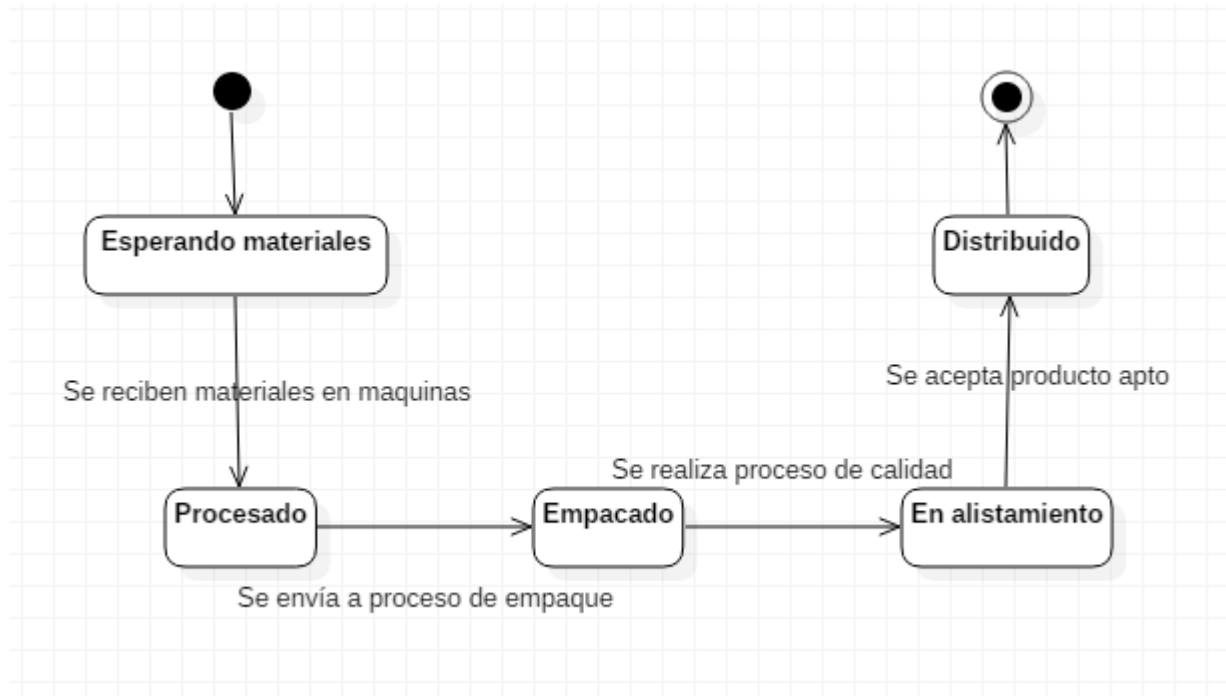 Esperando materiales
Distribuido
Se reciben materiales en maquinas
Se acepta producto apto
Se realiza proceso de calidad
Procesado
Empacado
En alistamiento
Se envía a proceso de empaque